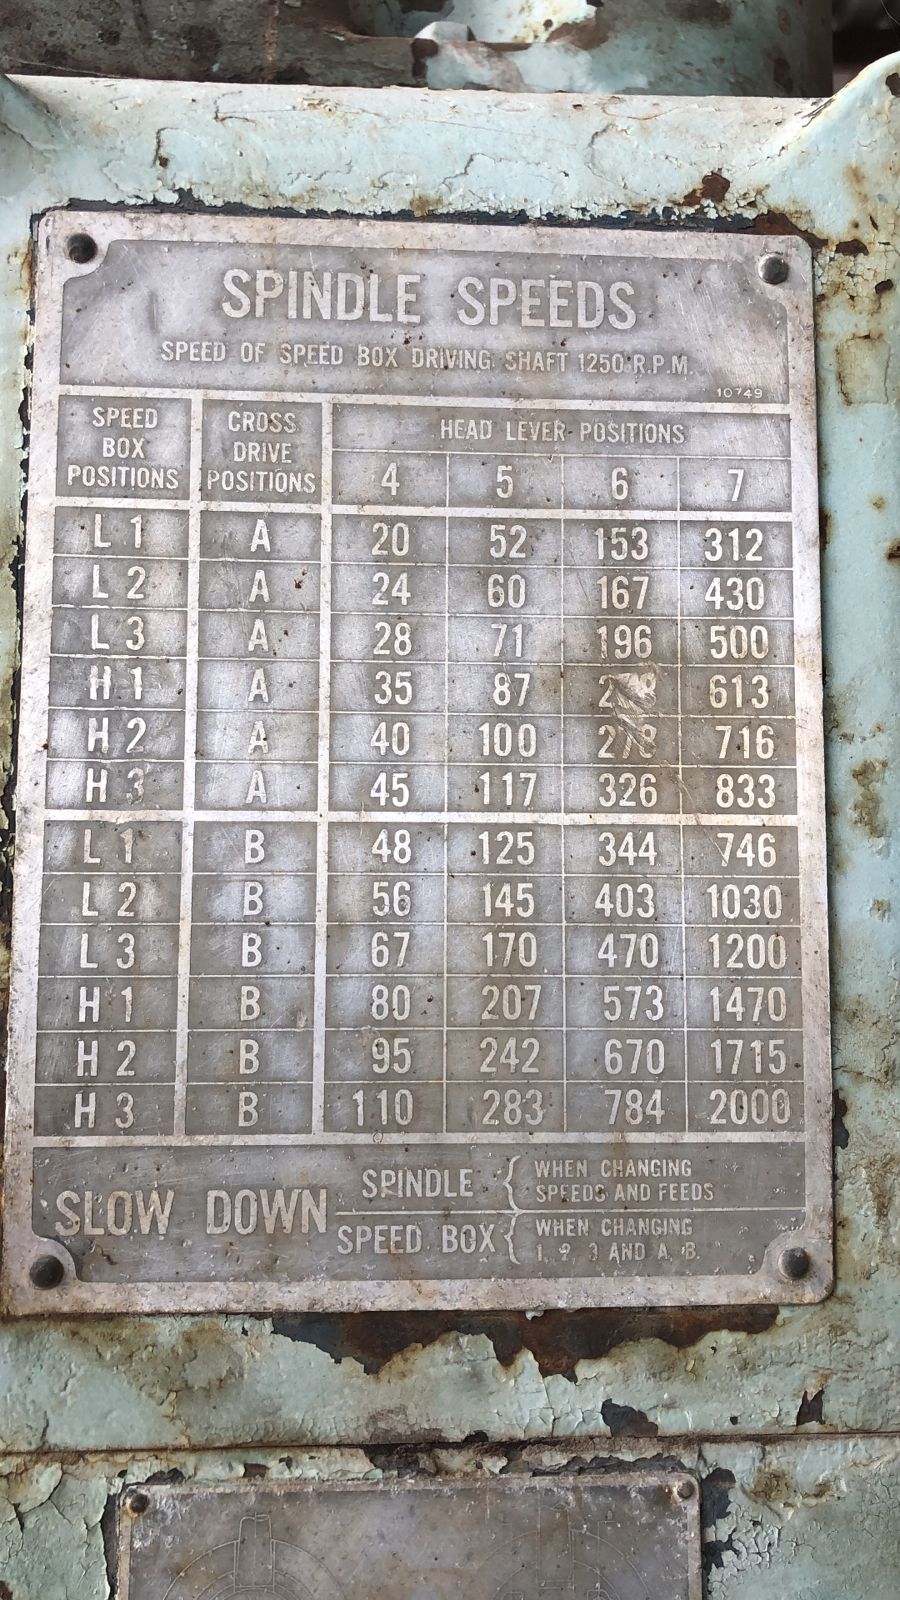 SPINDLE SPEEDS
SPEED OF SPEED BOX DRIVING SHAFT 1250 R.P.M.
10749
SPEED BOX POSITIONS CROSS DRIVE POSITIONS HEAD LEVER POSITIONS
4 5 6 7
L 1 A 20 52 153 312
L 2 A 24 60 167 430
L 3 A 28 71 196 500
H 1 A 35 87 613
H 2 A 40 100 278 716
H 3 A 45 117 326 833
L 1 B 48 125 344 746
L 2 B 56 145 403 1030
L 3 B 67 170 470 1200
H 1 B 80 207 573 1470
H 2 B 95 242 670 1715
H 3 B 110 283 784 2000
SLOW DOWN
SPINDLE { WHEN CHANGING
SPEEDS AND FEEDS
SPEED BOX { WHEN CHANGING
1, 2, 3 AND A, B.